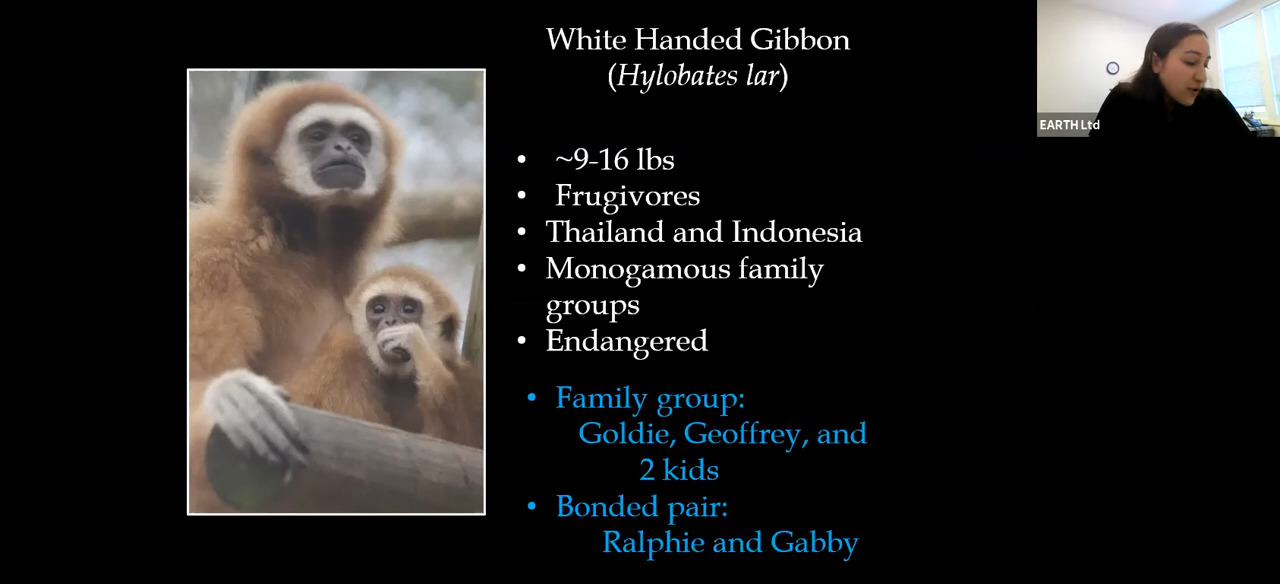 White Handed Gibbon
(Hylobates lar)
• ~9-16 lbs
• Frugivores
• Thailand and Indonesia
• Monogamous family
groups
• Endangered
• Family group:
Goldie, Geoffrey, and
2 kids
• Bonded pair:
Ralphie and Gabby
EARTH Ltd